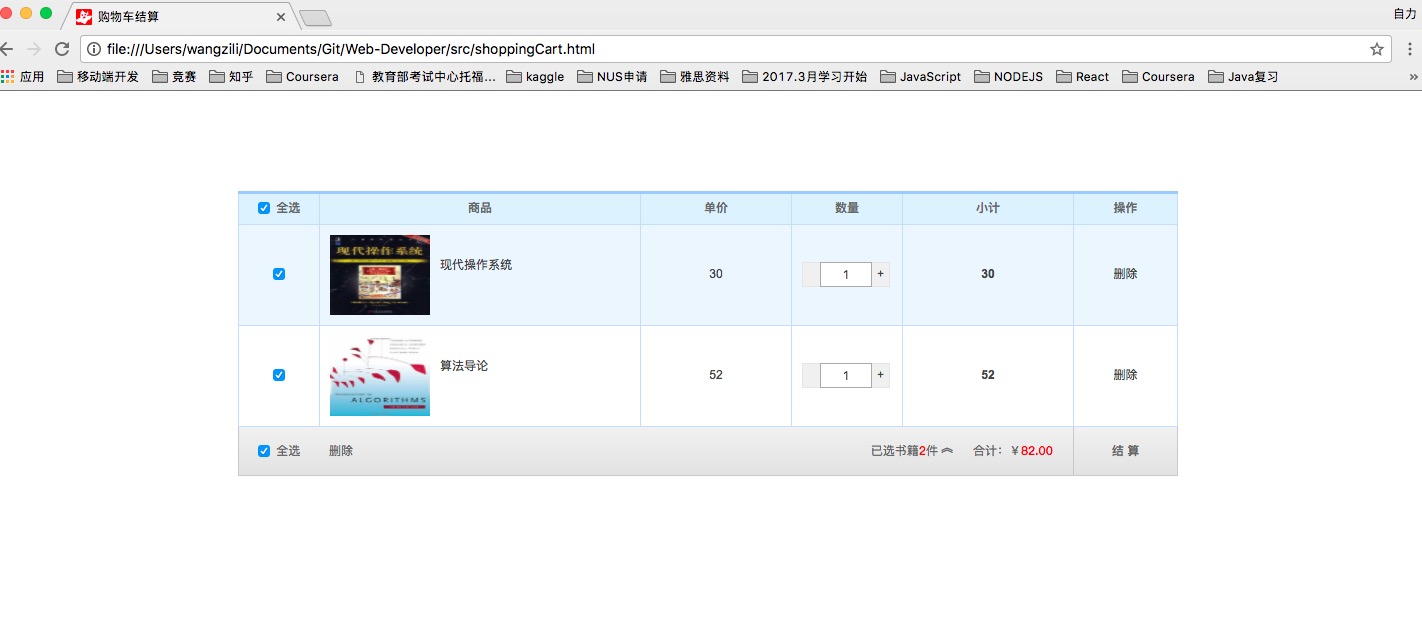 购物车结算
自力
file:///Users/wangzili/Documents/Git/Web-Developer/src/shoppingCart.html
应用 移动端开发 竞赛 知乎 Coursera 教育部考试中心托福... kaggle NUS申请 雅思资料 2017.3月学习开始 JavaScript NODEJS React Coursera Java复习 »
全选 商品 单价 数量 小计 操作
现代操作系统
现代操作系统 30 1 + 30 删除
ALGORITHMS
算法导论 52 1 + 52 删除
全选 删除 已选书籍2件 合计：￥82.00 结 算